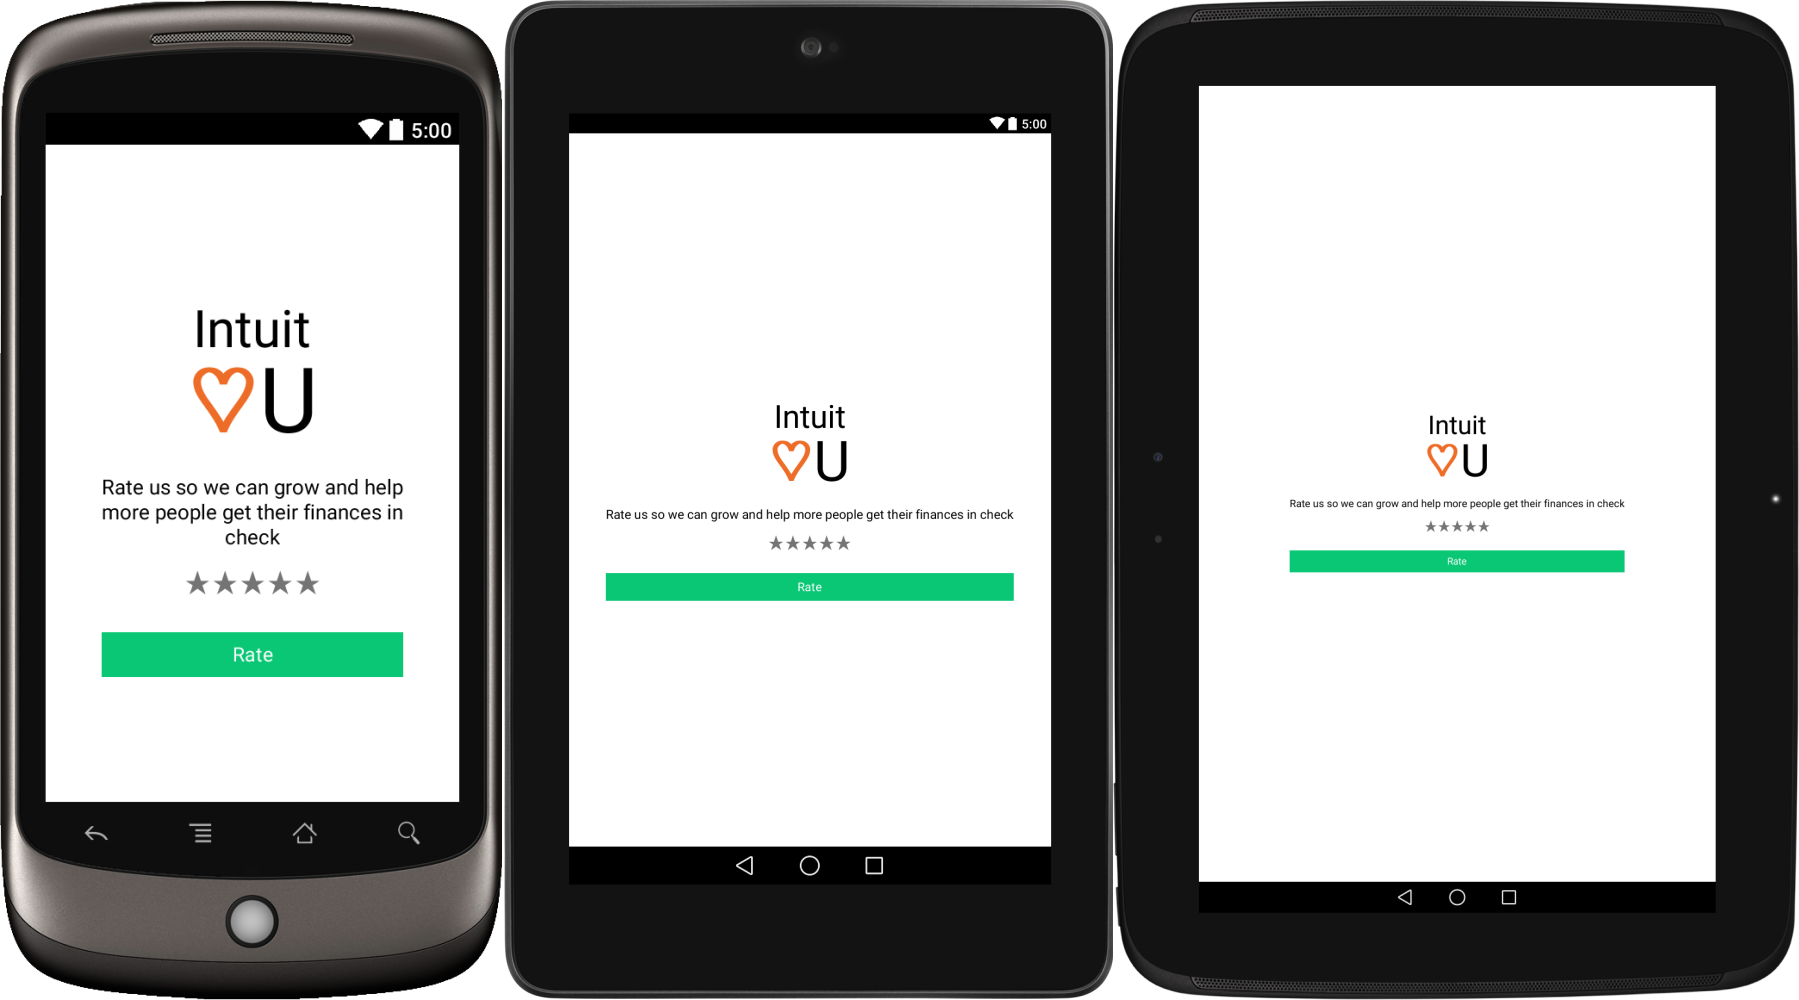 5:00
Intuit
♡U
Rate us so we can grow and help
more people get their finances in
check
★★★★★
Rate
5:00
Intuit
♡U
Rate us so we can grow and help more people get their finances in check
★★★★★
Rate
Intuit
♡U
Rate us so we can grow and help more people get their finances in check
★★★★★
Rate